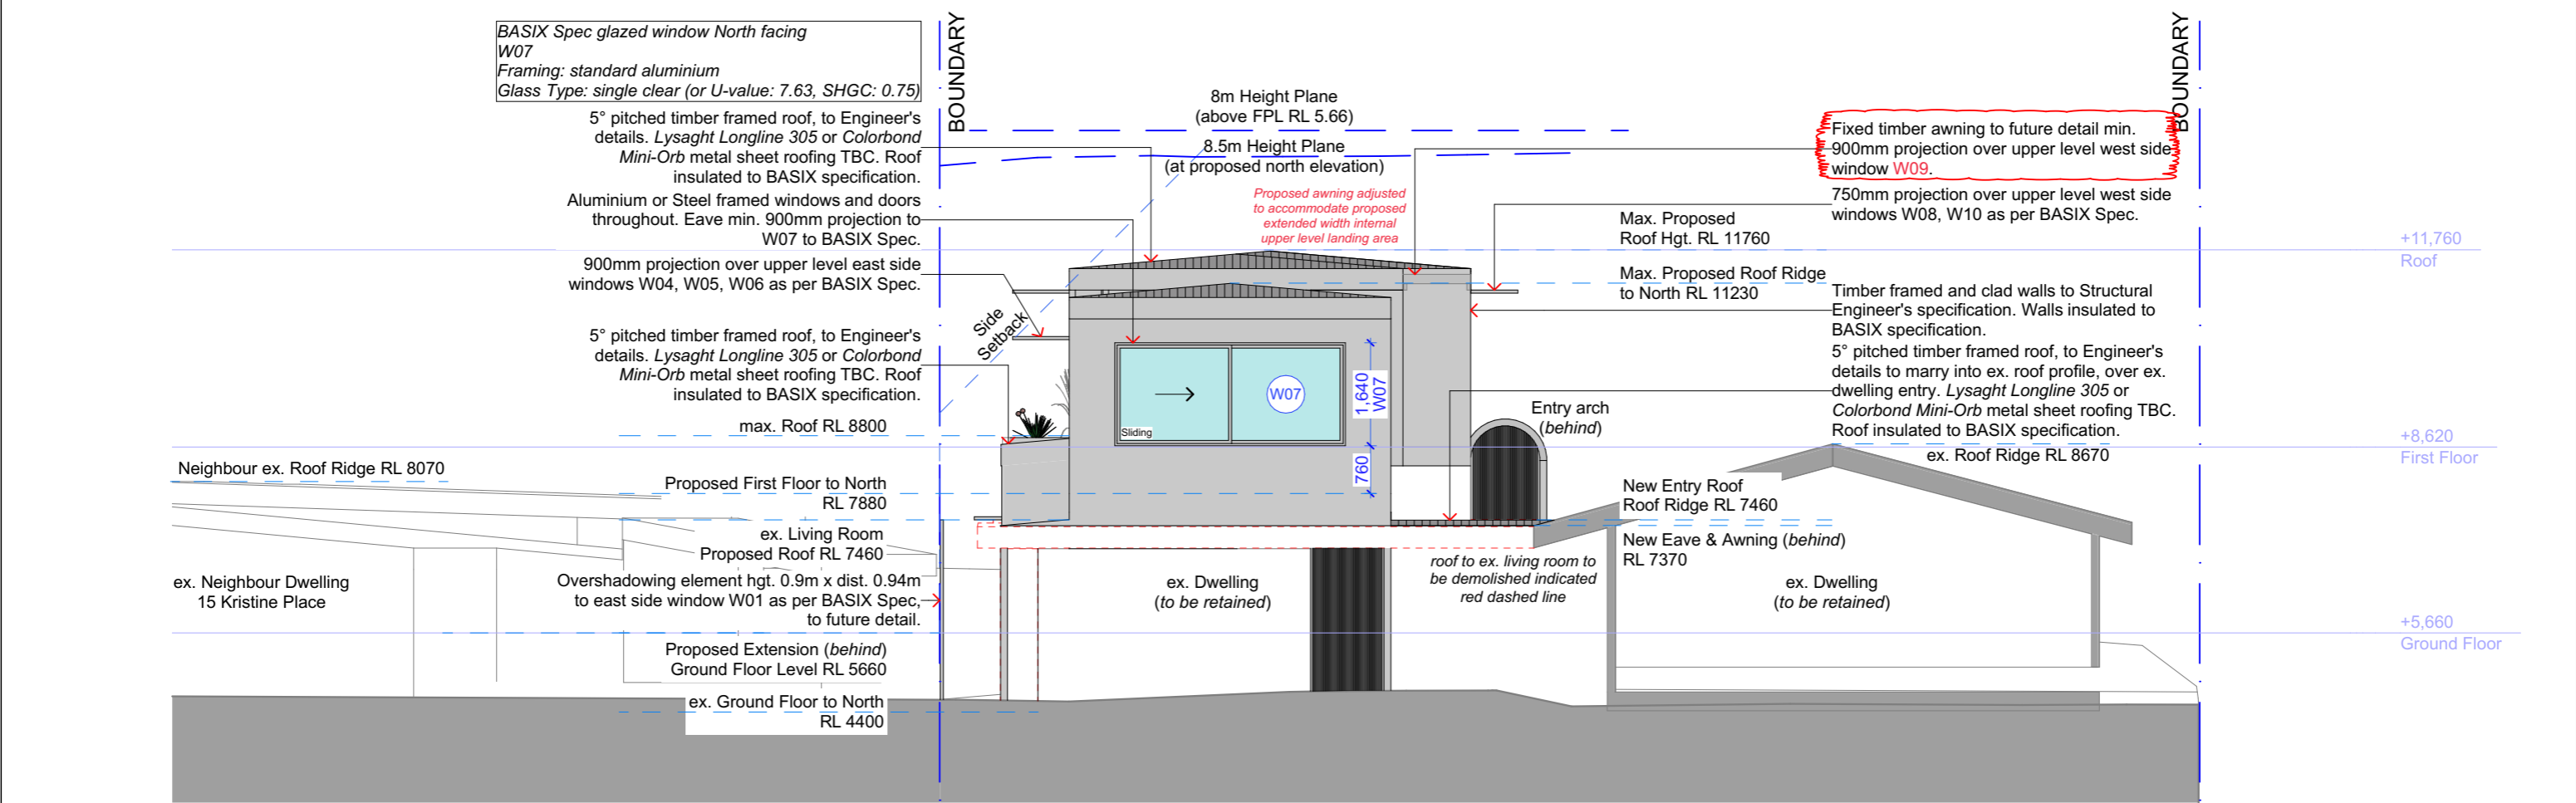 BASIX Spec glazed window North facing
W07
Framing: standard aluminium
Glass Type: single clear (or U-value: 7.63, SHGC: 0.75)
5° pitched timber framed roof, to Engineer's
details. Lysaght Longline 305 or Colorbond
Mini-Orb metal sheet roofing TBC. Roof
insulated to BASIX specification.
Aluminium or Steel framed windows and doors
throughout. Eave min. 900mm projection to
W07 to BASIX Spec.
900mm projection over upper level east side
windows W04, W05, W06 as per BASIX Spec.
5° pitched timber framed roof, to Engineer's
details. Lysaght Longline 305 or Colorbond
Mini-Orb metal sheet roofing TBC. Roof
insulated to BASIX specification.
max. Roof RL 8800
Neighbour ex. Roof Ridge RL 8070
Proposed First Floor to North
RL 7880
ex. Living Room
Proposed Roof RL 7460
ex. Neighbour Dwelling
15 Kristine Place
Overshadowing element hgt. 0.9m x dist. 0.94m
to east side window W01 as per BASIX Spec,
to future detail.
Proposed Extension (behind)
Ground Floor Level RL 5660
ex. Ground Floor to North
RL 4400
BOUNDARY
Side
Setback
8m Height Plane
(above FPL RL 5.66)
8.5m Height Plane
(at proposed north elevation)
Proposed awning adjusted
to accommodate proposed
extended width internal
upper level landing area
Sliding
W07
1,640
W07
760
Entry arch
(behind)
ex. Dwelling
(to be retained)
roof to ex. living room to
be demolished indicated
red dashed line
Max. Proposed
Roof Hgt. RL 11760
Max. Proposed Roof Ridge
to North RL 11230
New Entry Roof
Roof Ridge RL 7460
New Eave & Awning (behind)
RL 7370
ex. Dwelling
(to be retained)
BOUNDARY
Fixed timber awning to future detail min.
900mm projection over upper level west side
window W09.
750mm projection over upper level west side
windows W08, W10 as per BASIX Spec.
Timber framed and clad walls to Structural
Engineer's specification. Walls insulated to
BASIX specification.
5° pitched timber framed roof, to Engineer's
details to marry into ex. roof profile, over ex.
dwelling entry. Lysaght Longline 305 or
Colorbond Mini-Orb metal sheet roofing TBC.
Roof insulated to BASIX specification.
ex. Roof Ridge RL 8670
+11,760
Roof
+8,620
First Floor
+5,660
Ground Floor